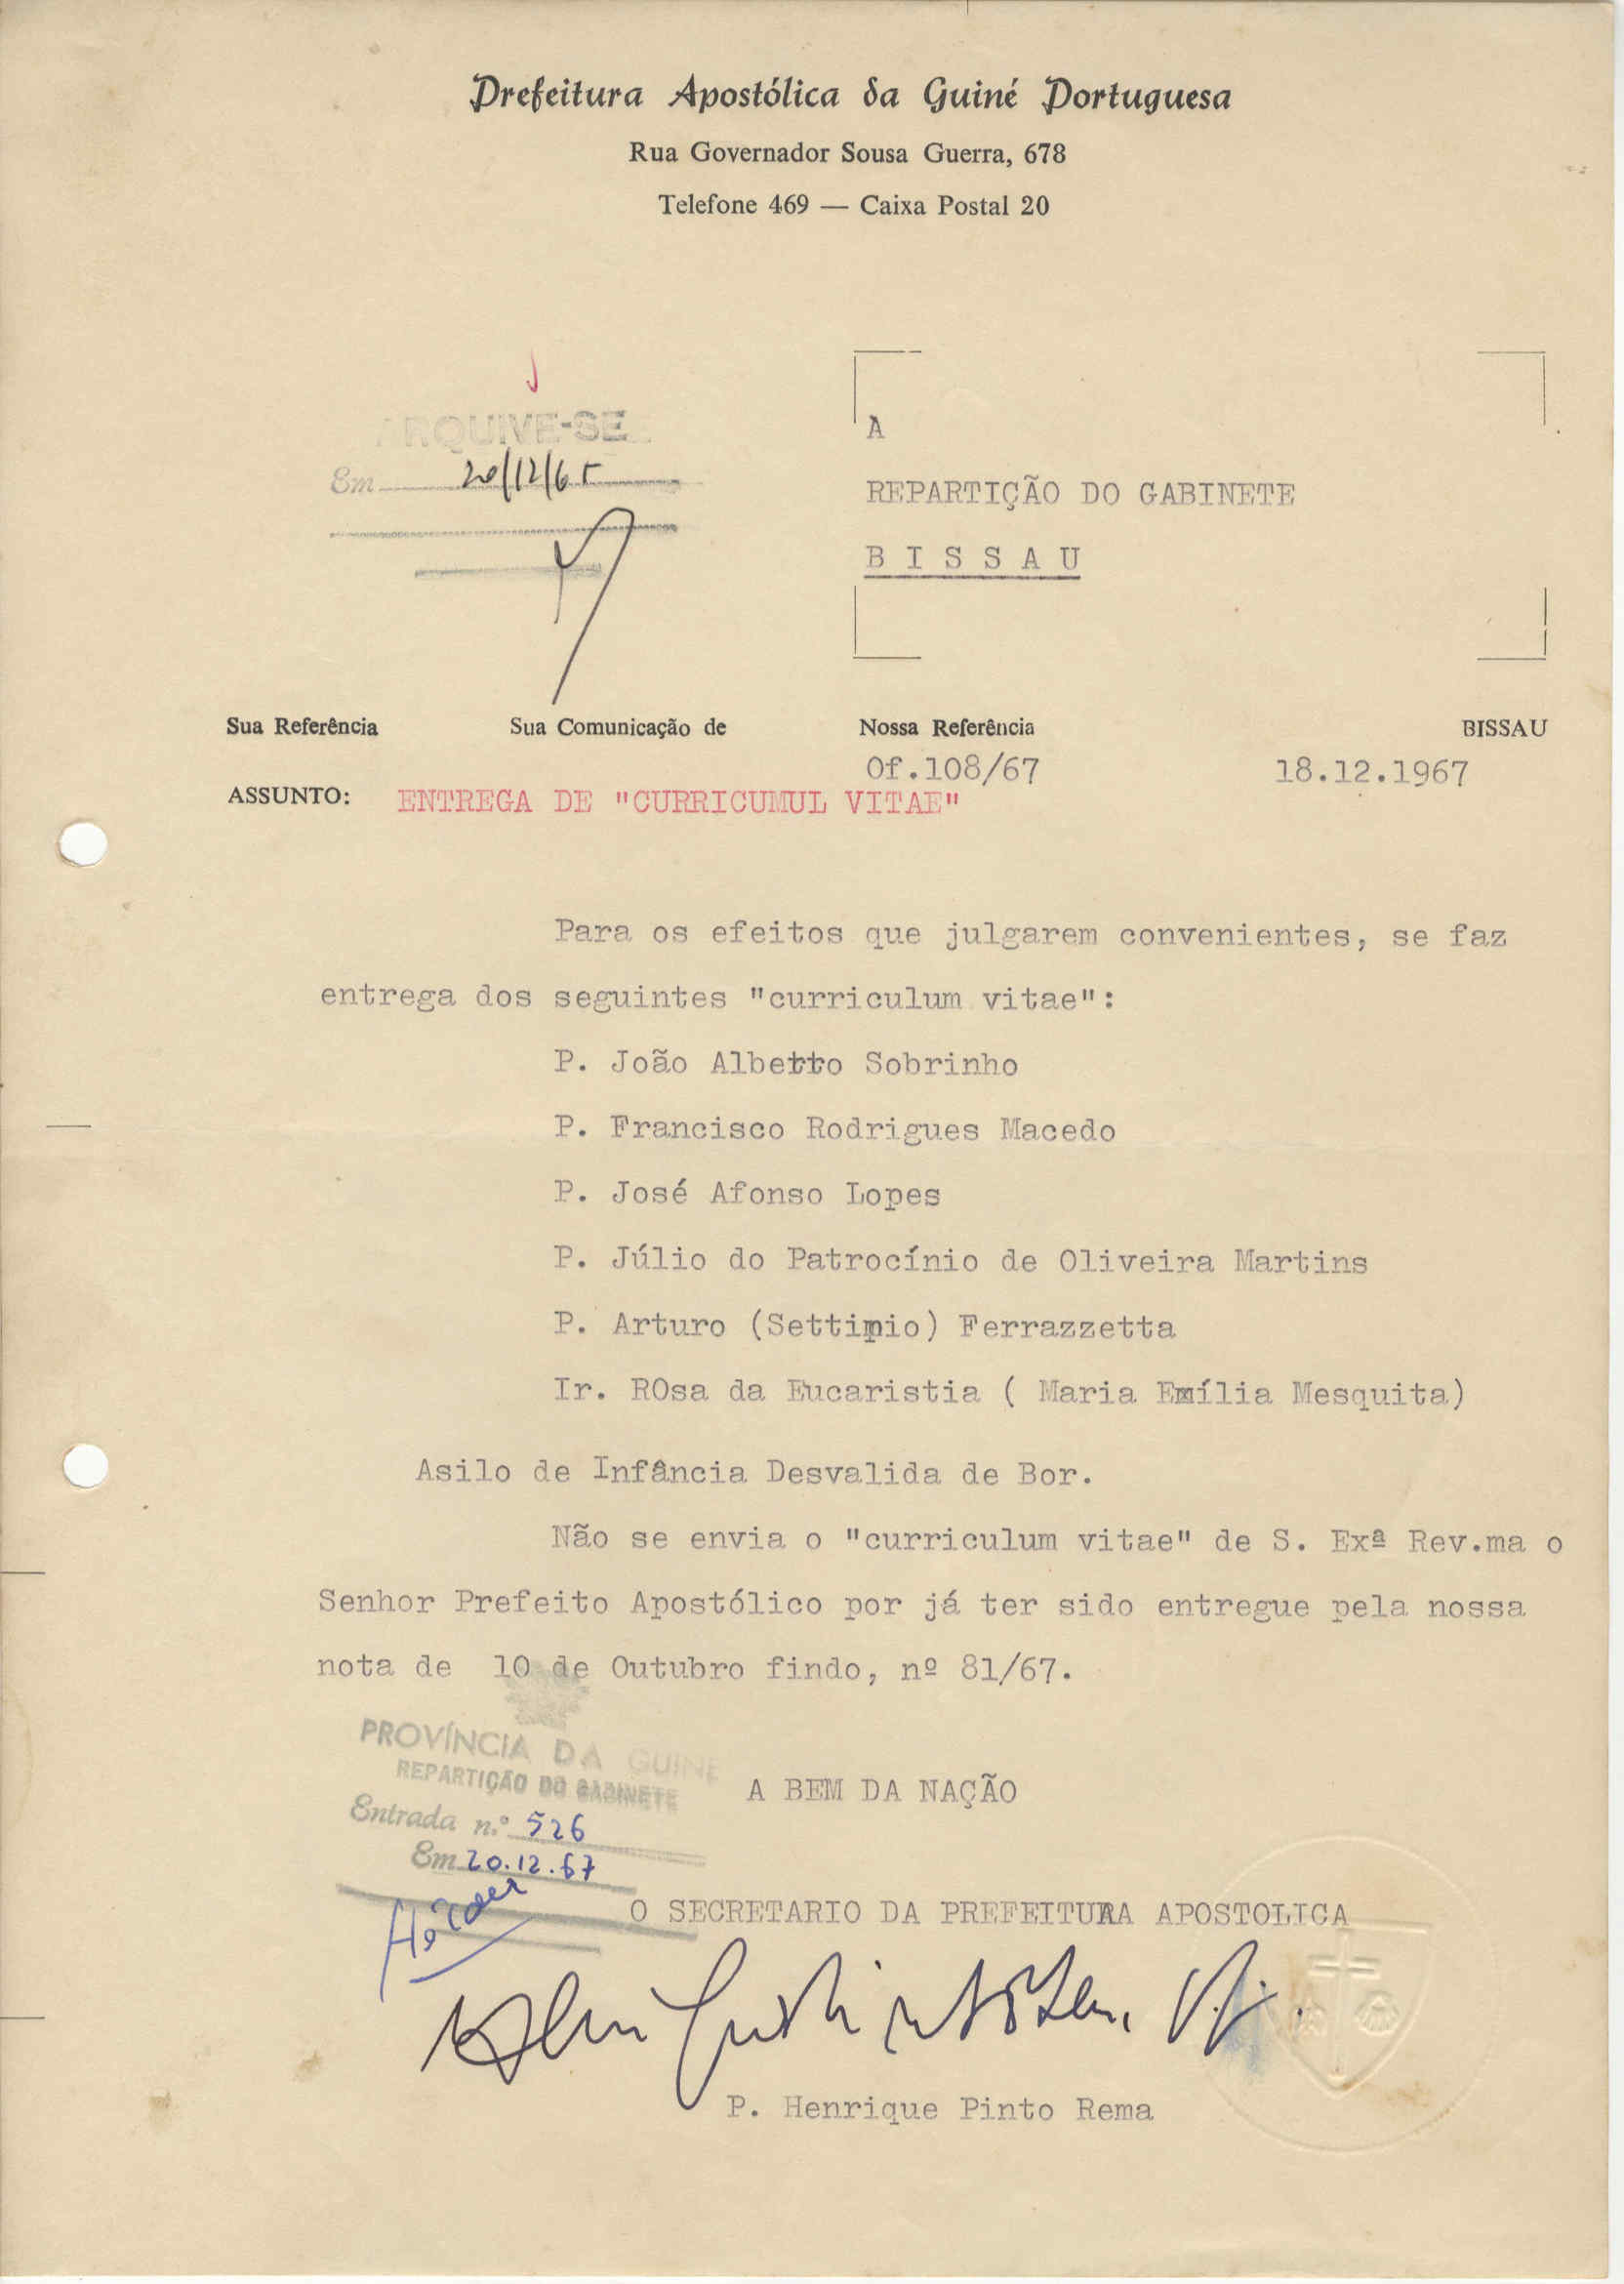 Prefeitura Apostólica da Guiné Portuguesa
Rua Governador Sousa Guerra, 678
Telefone 469 — Caixa Postal 20
ARQUIVE-SE
Em 20/12/65
A
REPARTIÇÃO DO GABINETE
B I S S A U
Sua Referência Sua Comunicação de Nossa Referência BISSAU
Of.108/67 18.12.1967
ASSUNTO: ENTREGA DE "CURRICUMUL VITAE"
Para os efeitos que julgarem convenientes, se faz
entrega dos seguintes "curriculum vitae":
P. João Alberto Sobrinho
P. Francisco Rodrigues Macedo
P. José Afonso Lopes
P. Júlio do Patrocínio de Oliveira Martins
P. Arturo (Settimio) Ferrazzetta
Ir. ROsa da Eucaristia ( Maria Emília Mesquita)
Asilo de Infância Desvalida de Bor.
Não se envia o "curriculum vitae" de S. Exª Rev.ma o
Senhor Prefeito Apostólico por já ter sido entregue pela nossa
nota de 10 de Outubro findo, nº 81/67.
PROVÍNCIA DA GUINÉ
REPARTIÇÃO DO GABINETE
Entrada n.º 526
Em 20.12.67
A BEM DA NAÇÃO
O SECRETARIO DA PREFEITURA APOSTOLICA
P. Henrique Pinto Rema